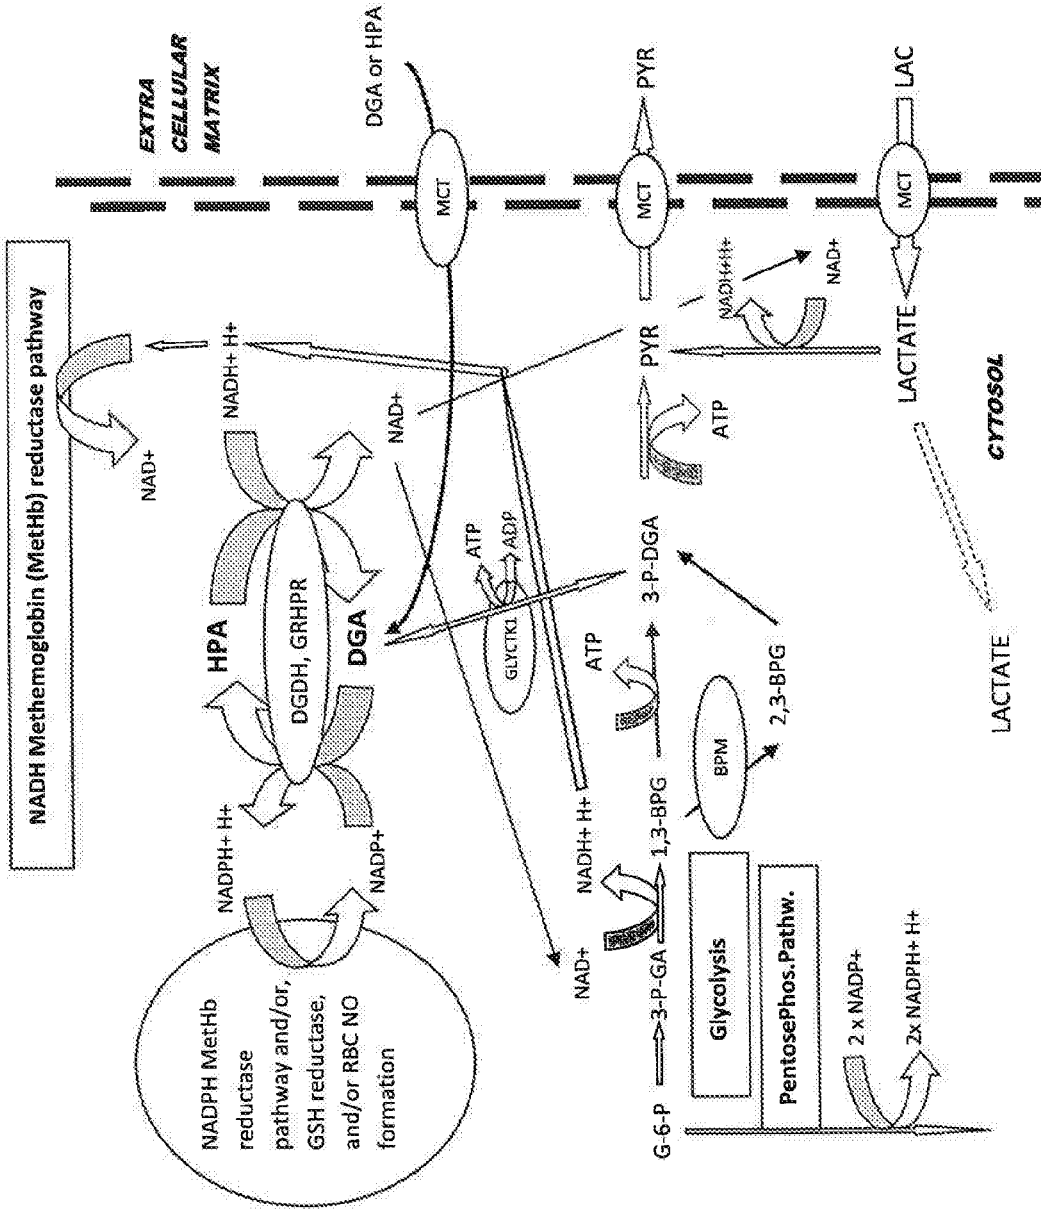 NADH Methemoglobin (MetHb) reductase pathway
EXTRA
CELLULAR
MATRIX
NAD+
NADH+ H+
DGA or HPA
NADPH MetHb
reductase
pathway and/or,
GSH reductase,
and/or RBC NO
formation
NADPH+ H+
NADP+
HPA
DGDH, GRHPR
DGA
NAD+
MCT
GLYCTK1
ATP
ADP
NAD+
NADH+ H+
ATP
G-6-P
3-P-GA
1,3-BPG
3-P-DGA
ATP
PYR
MCT
PYR
BPM
2,3-BPG
NADH+H+
NAD+
Glycolysis
PentosePhos.Pathw.
2 x NADP+
2x NADPH+ H+
LACTATE
MCT
LAC
LACTATE
CYTOSOL